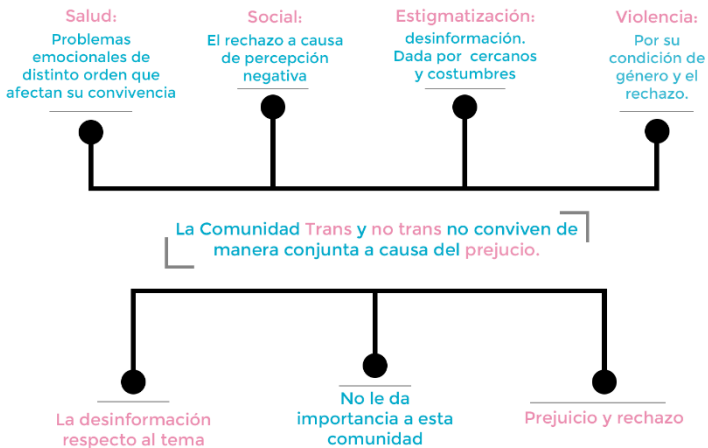 Salud:
Problemas
emocionales de
distinto orden que
afectan su convivencia
Social:
El rechazo a causa
de percepción
negativa
Estigmatización:
desinformación.
Dada por cercanos
y costumbres
Violencia:
Por su
condición de
género y el
rechazo.
La Comunidad Trans y no trans no conviven de
manera conjunta a causa del prejucio.
La desinformación
respecto al tema
No le da
importancia a esta
comunidad
Prejuicio y rechazo